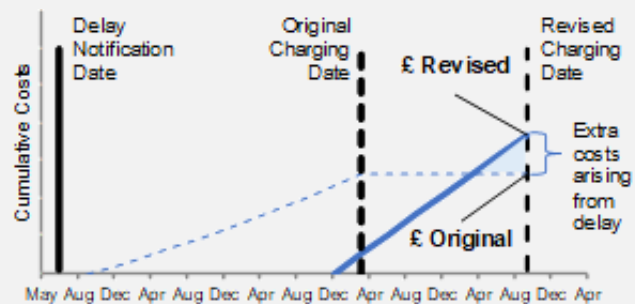 Delay
Notification
Date
Original
Charging
Date
Revised
Charging
Date
£ Revised
Extra
costs
arising
from
delay
£ Original
Cumulative Costs
May Aug Dec Apr Aug Dec Apr Aug Dec Apr Aug Dec Apr Aug Dec Apr